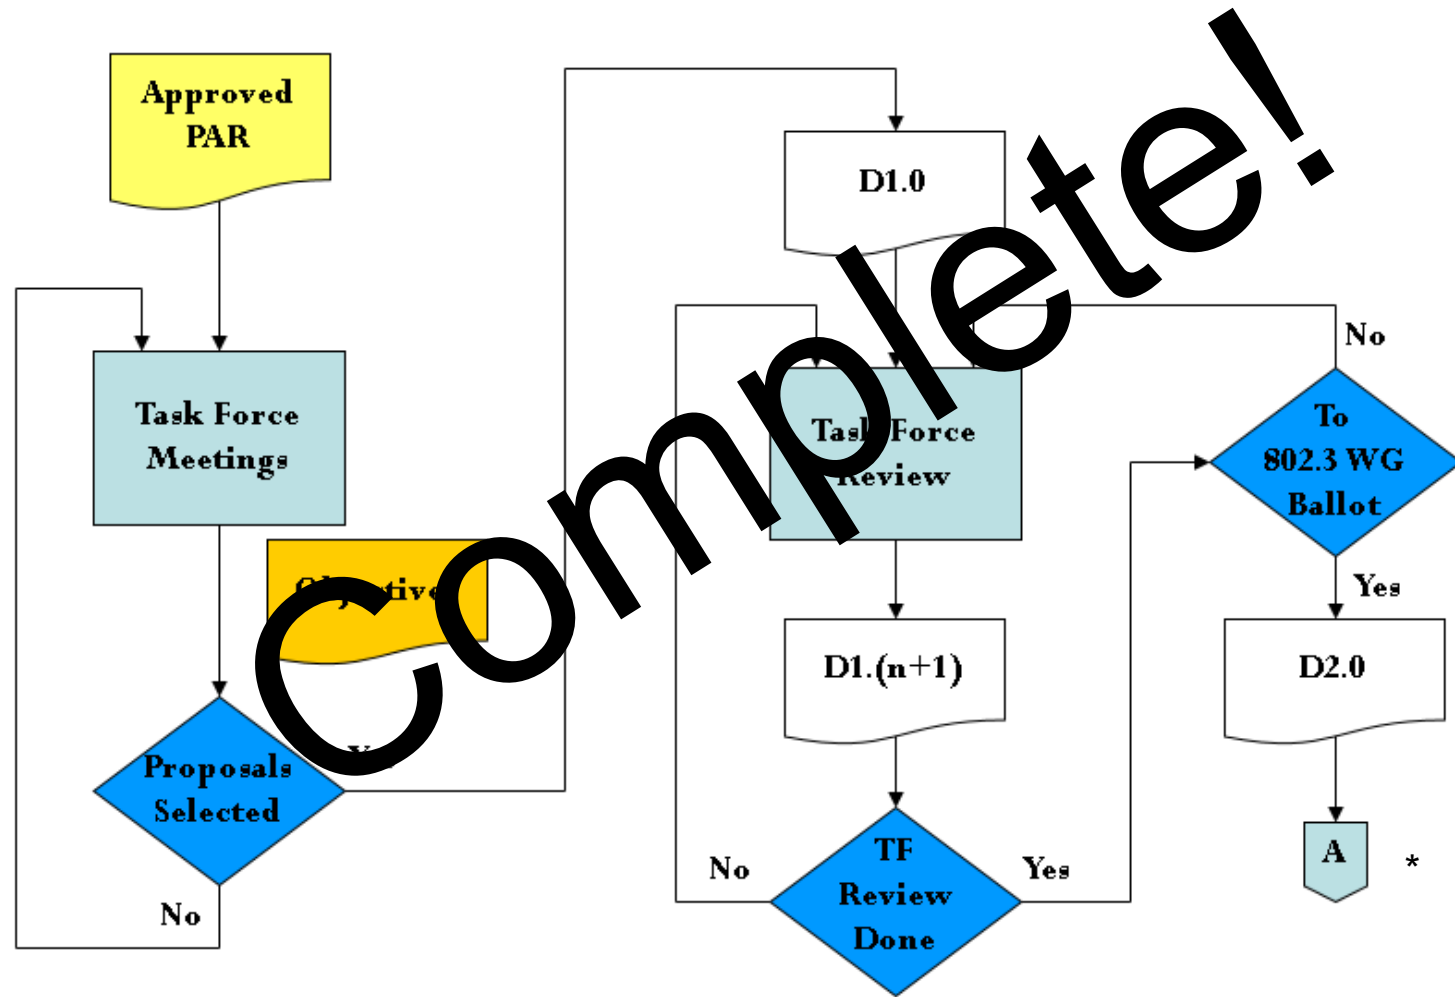 Approved
PAR
Task Force
Meetings
Proposals
Selected
No
D1.0
Task Force
Review
D1.(n+1)
TF
Review
Done
No
Yes
No
To
802.3 WG
Ballot
Yes
D2.0
A
*
Complete!